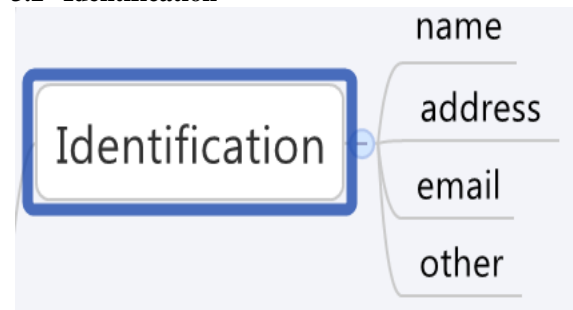 name
address
Identification
email
other